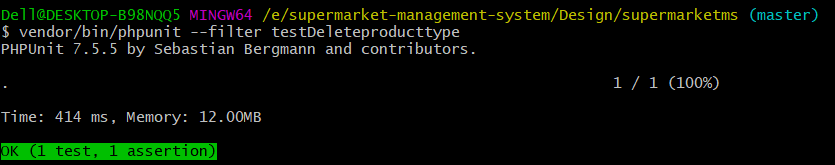 Dell@DESKTOP-B98NQQ5 MINGW64 /e/supermarket-management-system/Design/supermarketms (master)
$ vendor/bin/phpunit --filter testDeleteproducttype
PHPUnit 7.5.5 by Sebastian Bergmann and contributors.
. 1 / 1 (100%)
Time: 414 ms, Memory: 12.00MB
OK (1 test, 1 assertion)